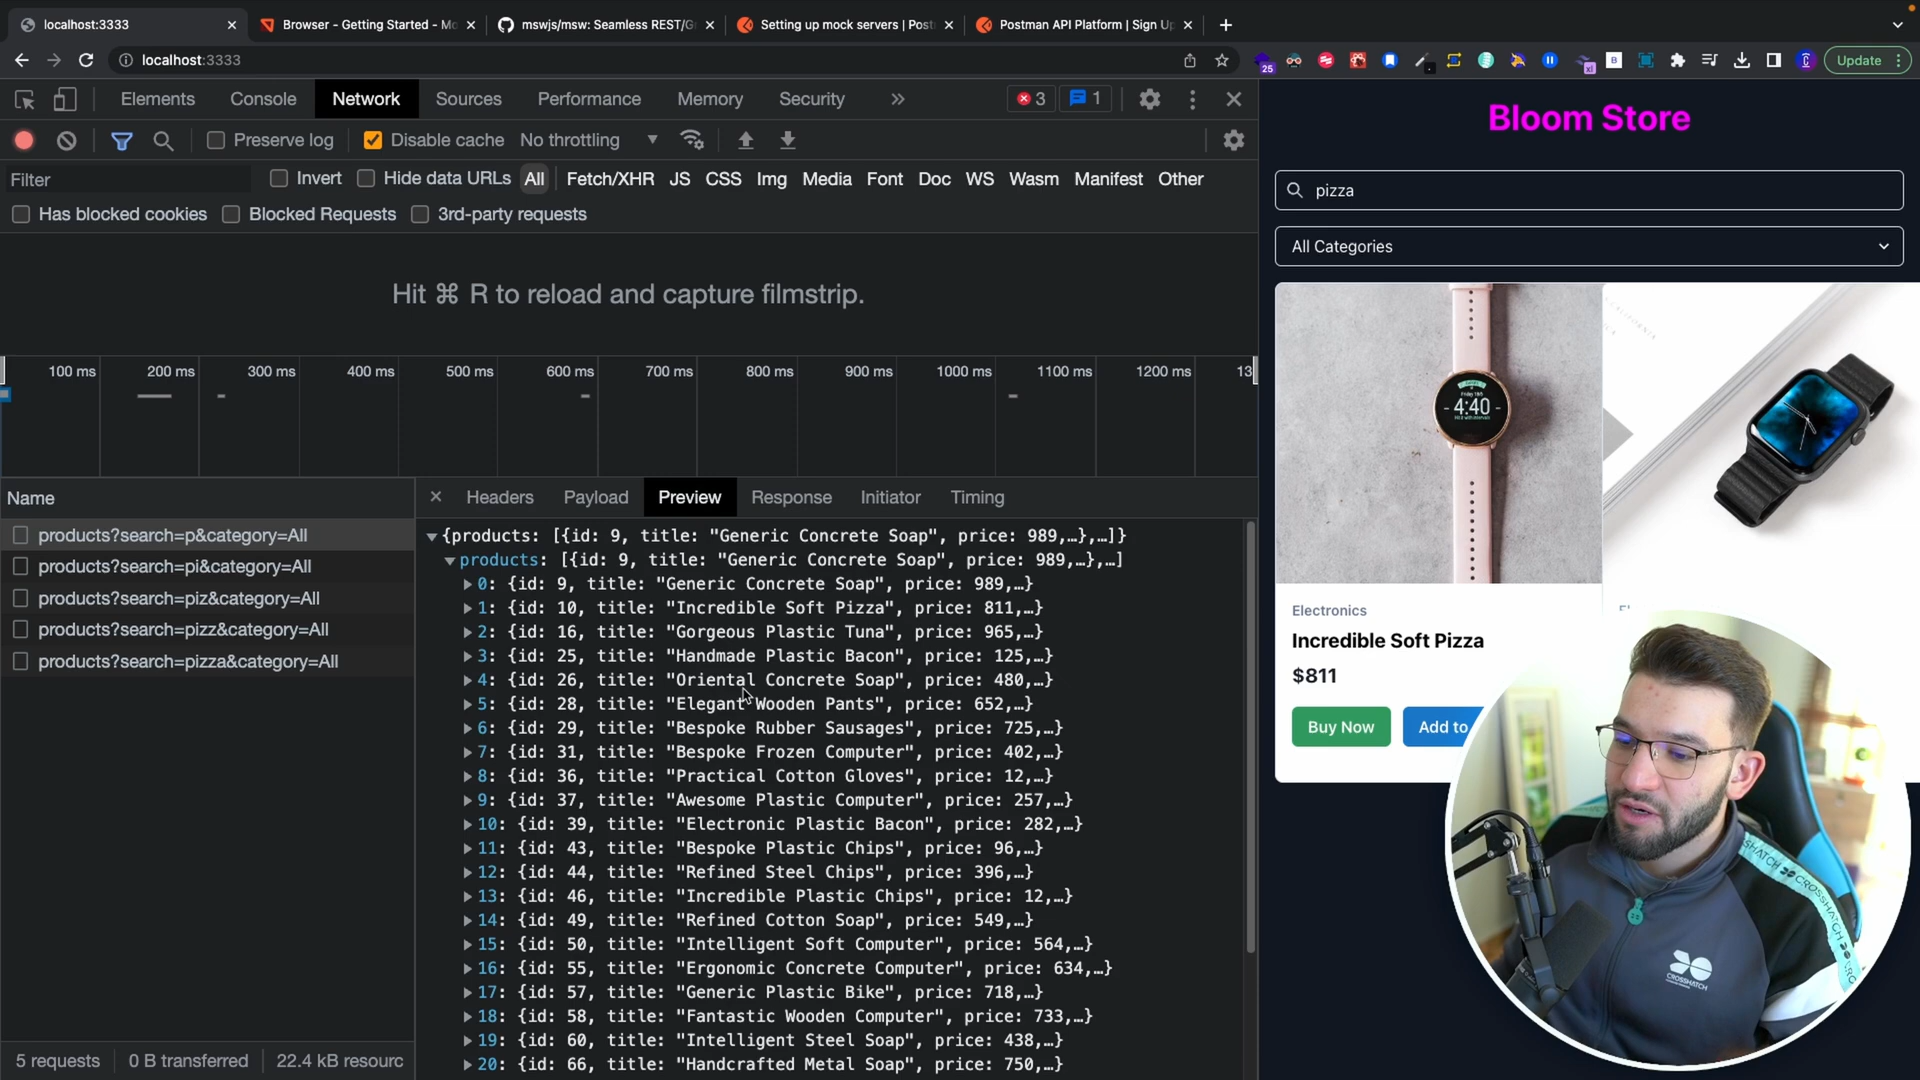 localhost:3333
Browser - Getting Started - Mo
mswjs/msw: Seamless REST/G
Setting up mock servers | Post
Postman API Platform | Sign Up
localhost:3333
25
xl
B
Update
Elements Console Network Sources Performance Memory Security
3
1
Preserve log Disable cache No throttling
Filter Invert Hide data URLs All Fetch/XHR JS CSS Img Media Font Doc WS Wasm Manifest Other
Has blocked cookies Blocked Requests 3rd-party requests
Hit ⌘ R to reload and capture filmstrip.
100 ms 200 ms 300 ms 400 ms 500 ms 600 ms 700 ms 800 ms 900 ms 1000 ms 1100 ms 1200 ms 13
Name
products?search=p&category=All
products?search=pi&category=All
products?search=piz&category=All
products?search=pizz&category=All
products?search=pizza&category=All
5 requests 0 B transferred 22.4 kB resourc
Headers Payload Preview Response Initiator Timing
{products: [{id: 9, title: "Generic Concrete Soap", price: 989,…},…]}
products: [{id: 9, title: "Generic Concrete Soap", price: 989,…},…]
0: {id: 9, title: "Generic Concrete Soap", price: 989,…}
1: {id: 10, title: "Incredible Soft Pizza", price: 811,…}
2: {id: 16, title: "Gorgeous Plastic Tuna", price: 965,…}
3: {id: 25, title: "Handmade Plastic Bacon", price: 125,…}
4: {id: 26, title: "Oriental Concrete Soap", price: 480,…}
5: {id: 28, title: "Elegant Wooden Pants", price: 652,…}
6: {id: 29, title: "Bespoke Rubber Sausages", price: 725,…}
7: {id: 31, title: "Bespoke Frozen Computer", price: 402,…}
8: {id: 36, title: "Practical Cotton Gloves", price: 12,…}
9: {id: 37, title: "Awesome Plastic Computer", price: 257,…}
10: {id: 39, title: "Electronic Plastic Bacon", price: 282,…}
11: {id: 43, title: "Bespoke Plastic Chips", price: 96,…}
12: {id: 44, title: "Refined Steel Chips", price: 396,…}
13: {id: 46, title: "Incredible Plastic Chips", price: 12,…}
14: {id: 49, title: "Refined Cotton Soap", price: 549,…}
15: {id: 50, title: "Intelligent Soft Computer", price: 564,…}
16: {id: 55, title: "Ergonomic Concrete Computer", price: 634,…}
17: {id: 57, title: "Generic Plastic Bike", price: 718,…}
18: {id: 58, title: "Fantastic Wooden Computer", price: 733,…}
19: {id: 60, title: "Intelligent Steel Soap", price: 438,…}
20: {id: 66, title: "Handcrafted Metal Soap", price: 750,…}
Bloom Store
pizza
All Categories
4:40
Electronics
Incredible Soft Pizza
$811
Buy Now
Add to
CROSSHATCH
CROSSHATCH